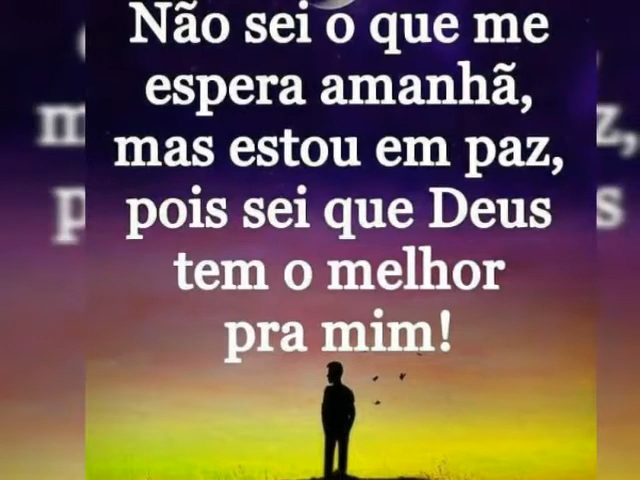 Não sei o que me
espera amanhã,
mas estou em paz,
pois sei que Deus
tem o melhor
pra mim!